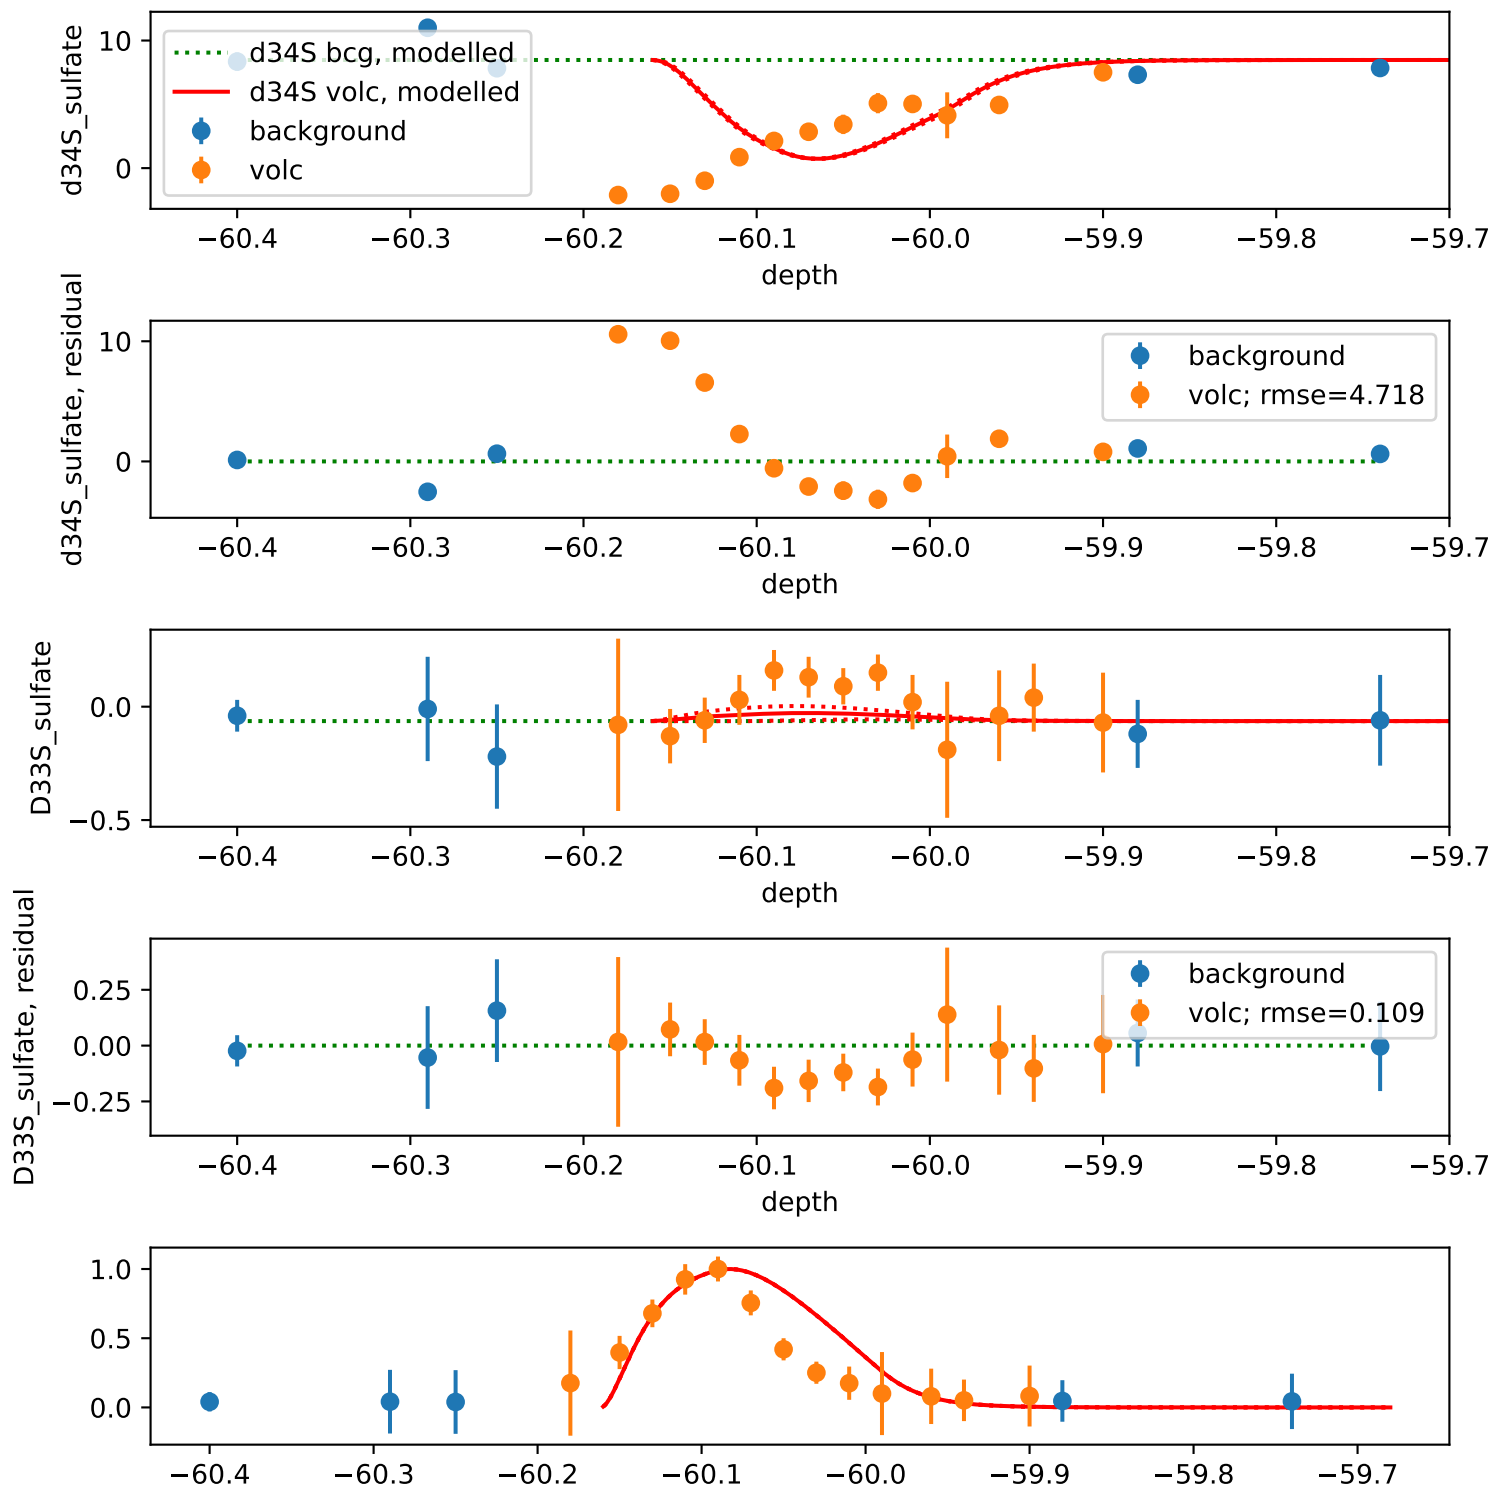 d34S_sulfate
10
0
d34S bcg, modelled
d34S volc, modelled
background
volc
−60.4 −60.3 −60.2 −60.1 −60.0 −59.9 −59.8 −59.7
depth
d34S_sulfate, residual
10
0
background
volc; rmse=4.718
−60.4 −60.3 −60.2 −60.1 −60.0 −59.9 −59.8 −59.7
depth
D33S_sulfate
0.0
−0.5
−60.4 −60.3 −60.2 −60.1 −60.0 −59.9 −59.8 −59.7
depth
D33S_sulfate, residual
0.25
0.00
−0.25
background
volc; rmse=0.109
−60.4 −60.3 −60.2 −60.1 −60.0 −59.9 −59.8 −59.7
depth
1.0
0.5
0.0
−60.4 −60.3 −60.2 −60.1 −60.0 −59.9 −59.8 −59.7